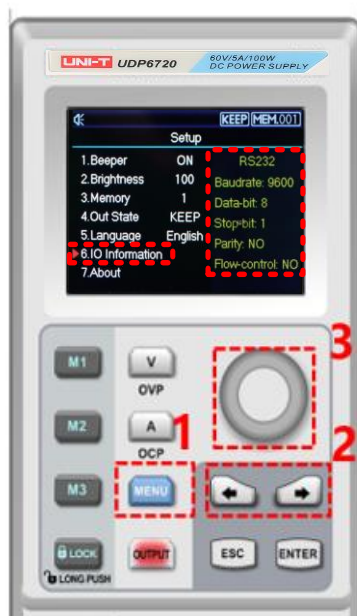 UNI-T UDP6720 60V/5A/100W
DC POWER SUPPLY
KEEP MEM.001
Setup
1.Beeper ON RS232
2.Brightness 100 Baudrate: 9600
3.Memory 1 Data-bit: 8
4.Out State KEEP Stop-bit: 1
5.Language English Parity: NO
6.IO Information Flow-control: NO
7.About
3
M1 V
OVP
M2 A 1
OCP
2
M3 MENU
LOCK OUTPUT ESC ENTER
LONG PUSH